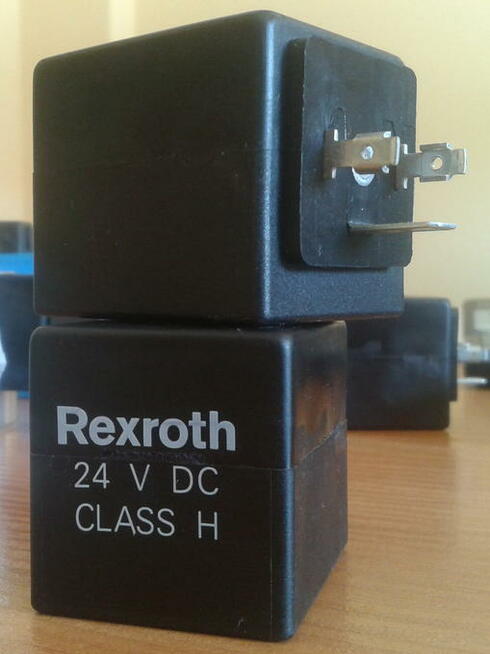 Rexroth
24 V DC
CLASS H